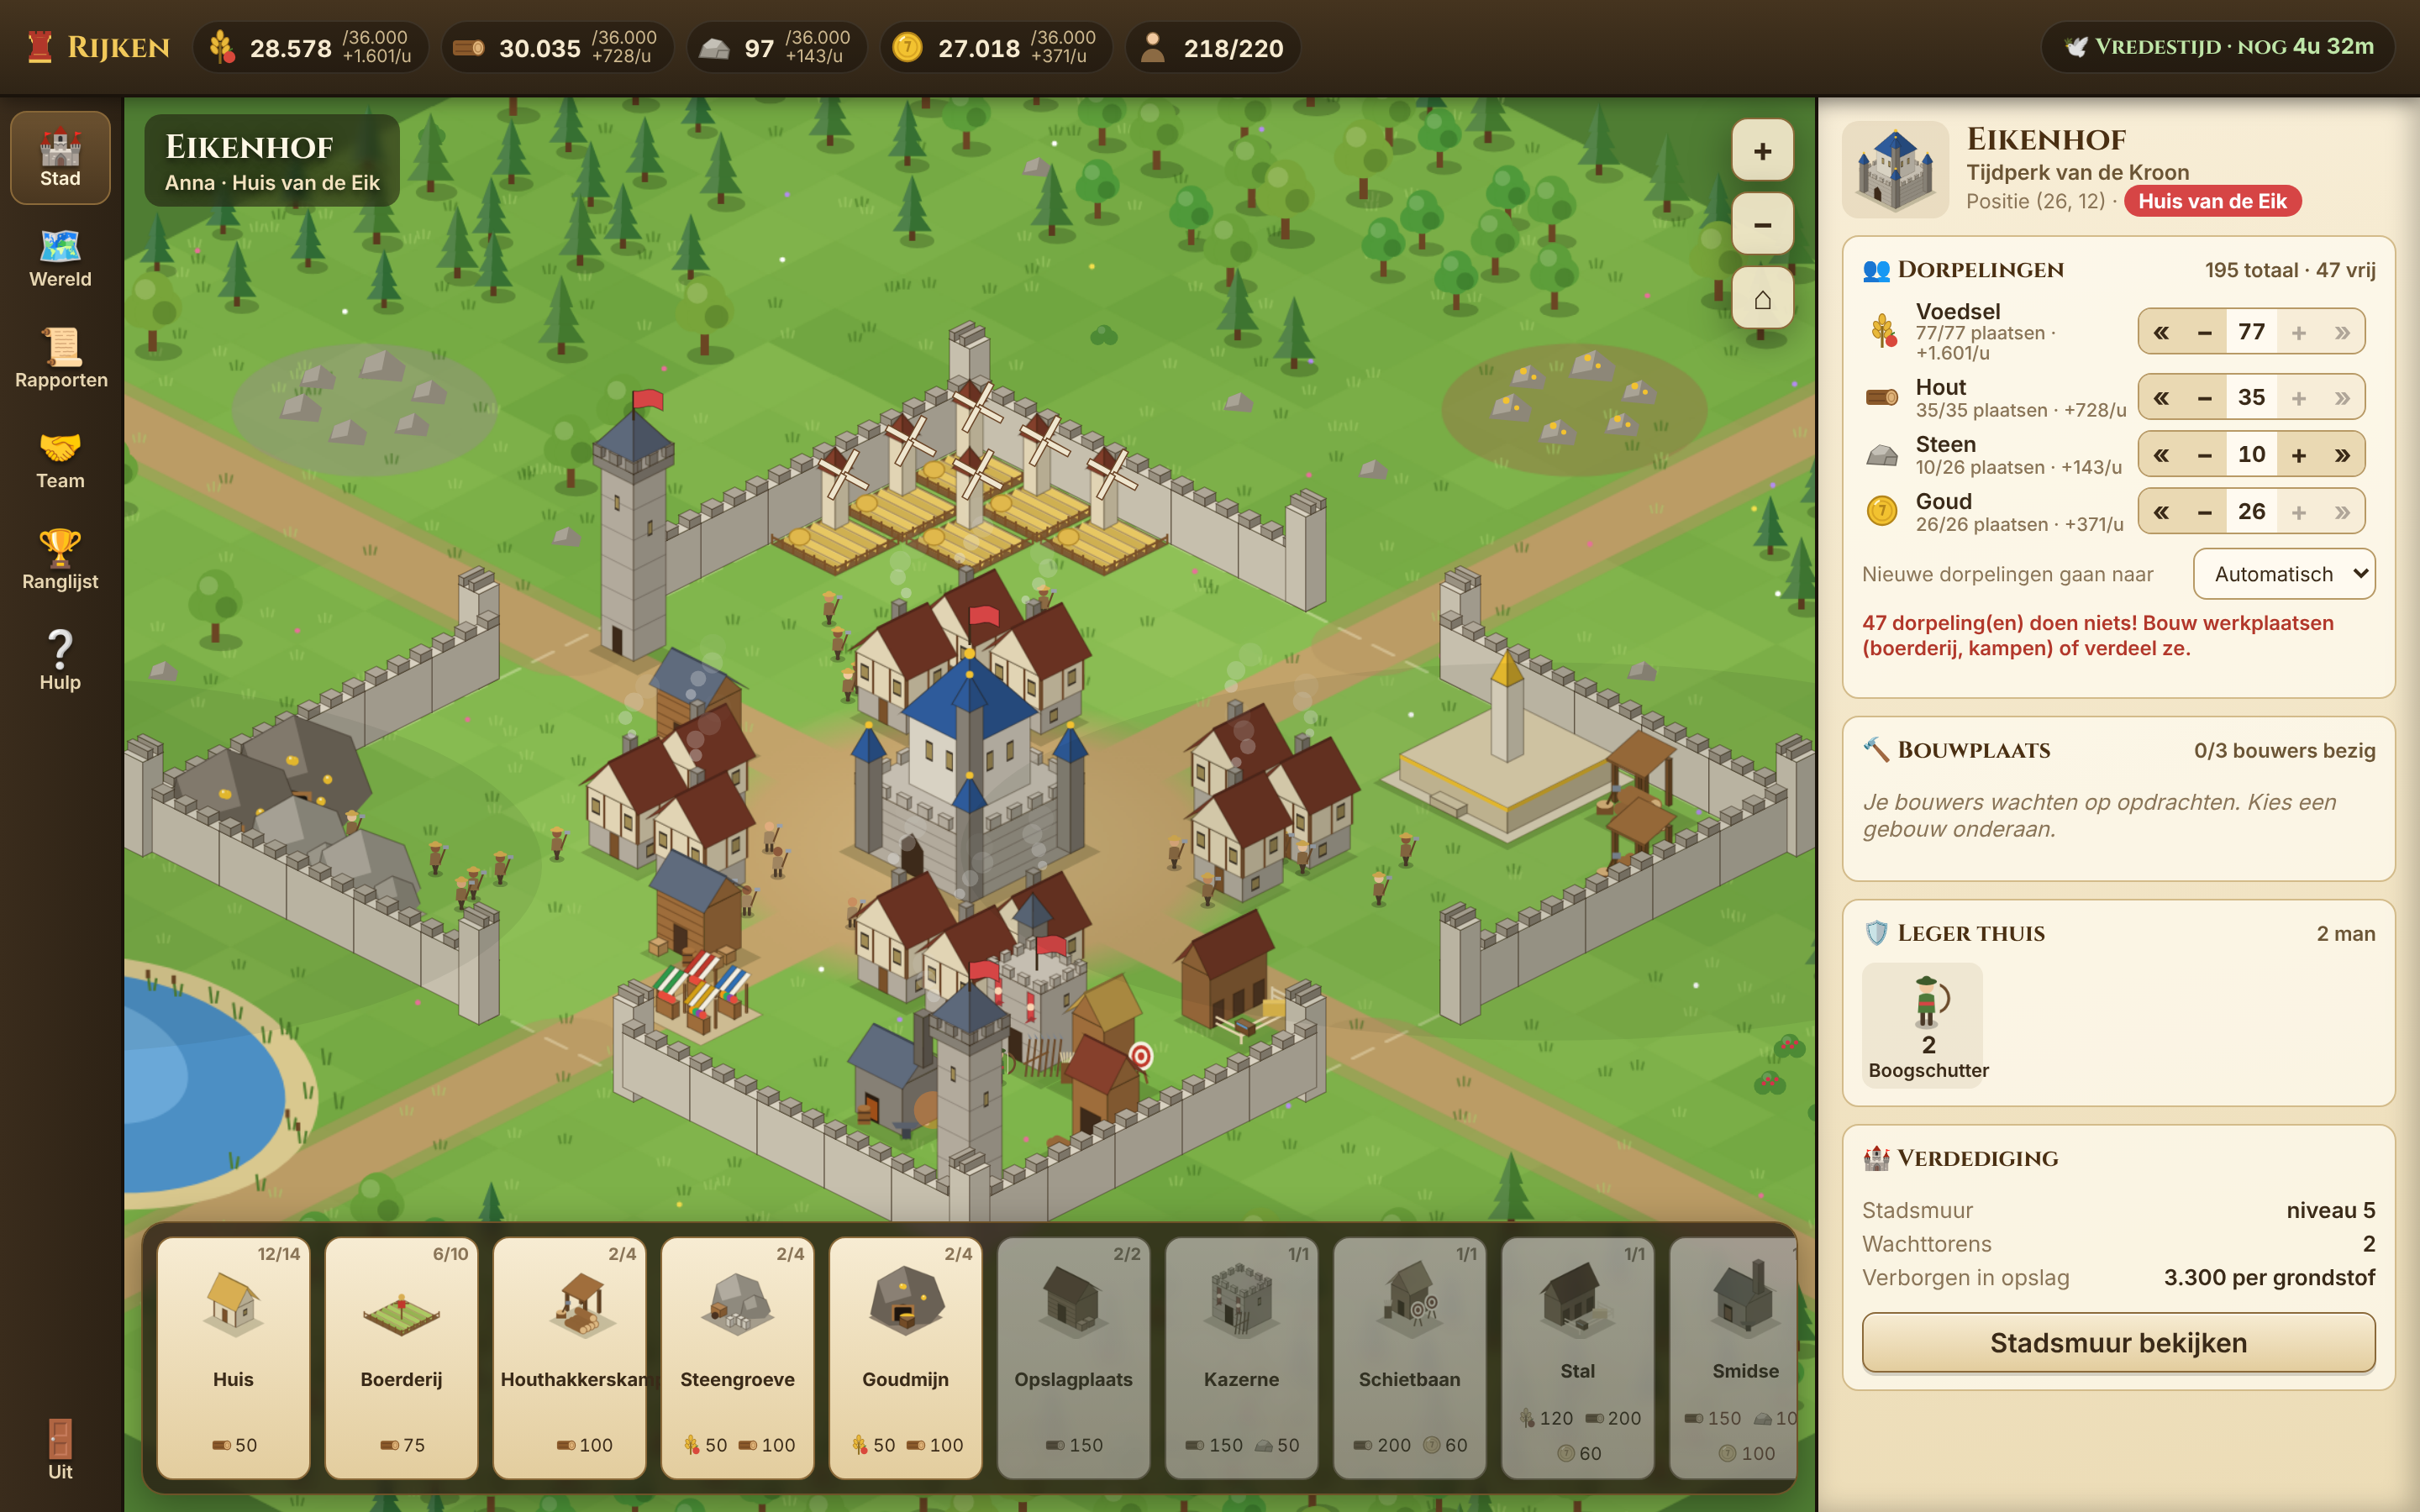 RIJKEN
28.578 /36.000 +1.601/u
30.035 /36.000 +728/u
97 /36.000 +143/u
27.018 /36.000 +371/u
218/220
VREDESTIJD · NOG 4u 32m
Stad
Wereld
Rapporten
Team
Ranglijst
Hulp
Uit
EIKENHOF
Anna · Huis van de Eik
+
−
EIKENHOF
Tijdperk van de Kroon
Positie (26, 12) · Huis van de Eik
DORPELINGEN 195 totaal · 47 vrij
Voedsel
77/77 plaatsen ·
+1.601/u
« − 77 + »
Hout
35/35 plaatsen · +728/u
« − 35 + »
Steen
10/26 plaatsen · +143/u
« − 10 + »
Goud
26/26 plaatsen · +371/u
« − 26 + »
Nieuwe dorpelingen gaan naar Automatisch
47 dorpeling(en) doen niets! Bouw werkplaatsen
(boerderij, kampen) of verdeel ze.
BOUWPLAATS 0/3 bouwers bezig
Je bouwers wachten op opdrachten. Kies een
gebouw onderaan.
LEGER THUIS 2 man
2
Boogschutter
VERDEDIGING
Stadsmuur niveau 5
Wachttorens 2
Verborgen in opslag 3.300 per grondstof
Stadsmuur bekijken
12/14
Huis
50
6/10
Boerderij
75
2/4
Houthakkerskamp
100
2/4
Steengroeve
50 100
2/4
Goudmijn
50 100
2/2
Opslagplaats
150
1/1
Kazerne
150 50
1/1
Schietbaan
200 60
1/1
Stal
120 200
60
Smidse
150 10
100